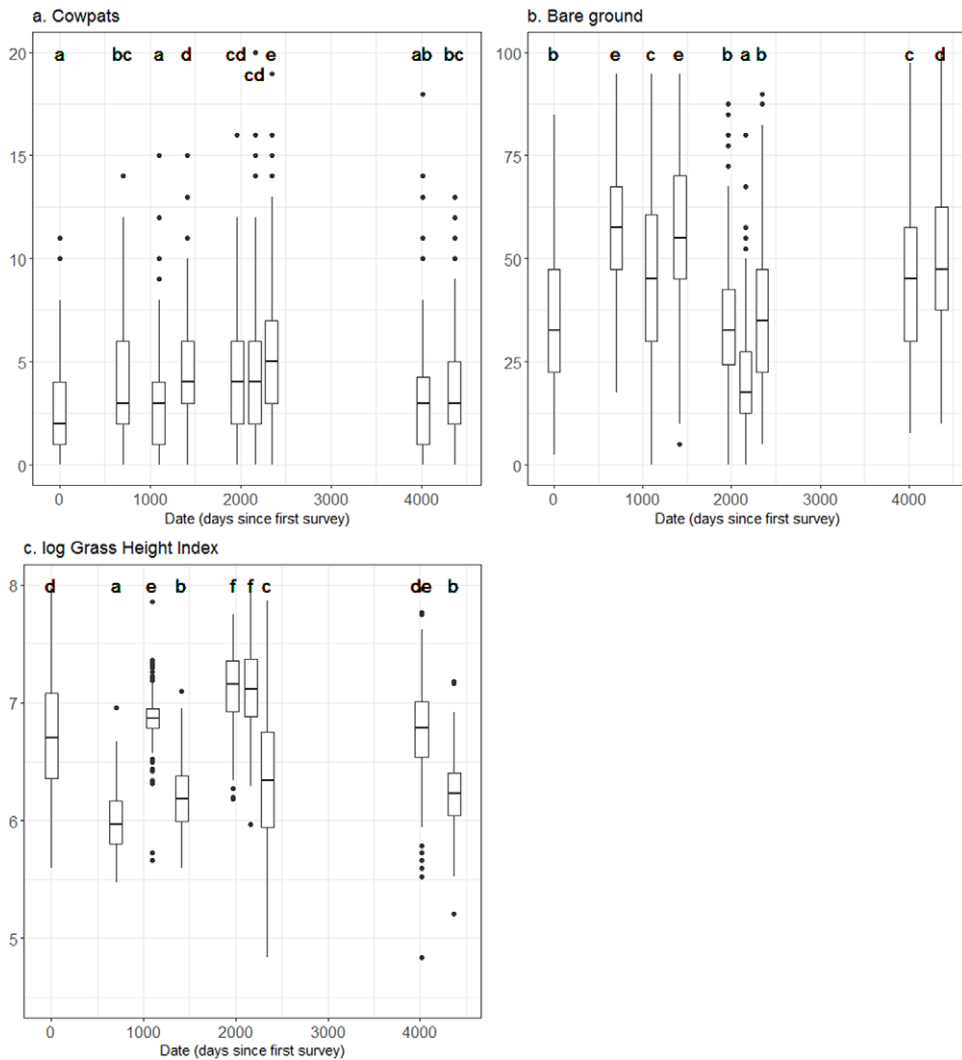 a. Cowpats
20
15
10
5
0
a bc a d cd cd e ab bc
0 1000 2000 3000 4000
Date (days since first survey)
b. Bare ground
100
75
50
25
0
b e c e b a b c d
0 1000 2000 3000 4000
Date (days since first survey)
c. log Grass Height Index
8
7
6
5
d a e b f f c de b
0 1000 2000 3000 4000
Date (days since first survey)